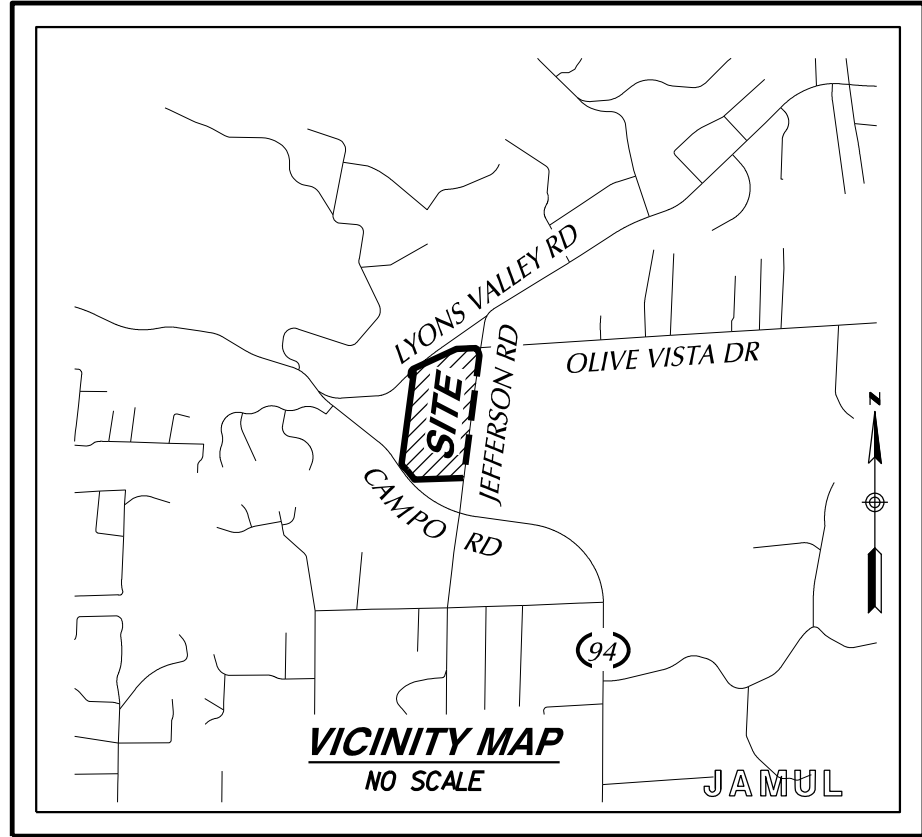 LYONS VALLEY RD
JEFFERSON RD
OLIVE VISTA DR
SITE
N
CAMPO RD
94
VICINITY MAP
NO SCALE
JAMUL